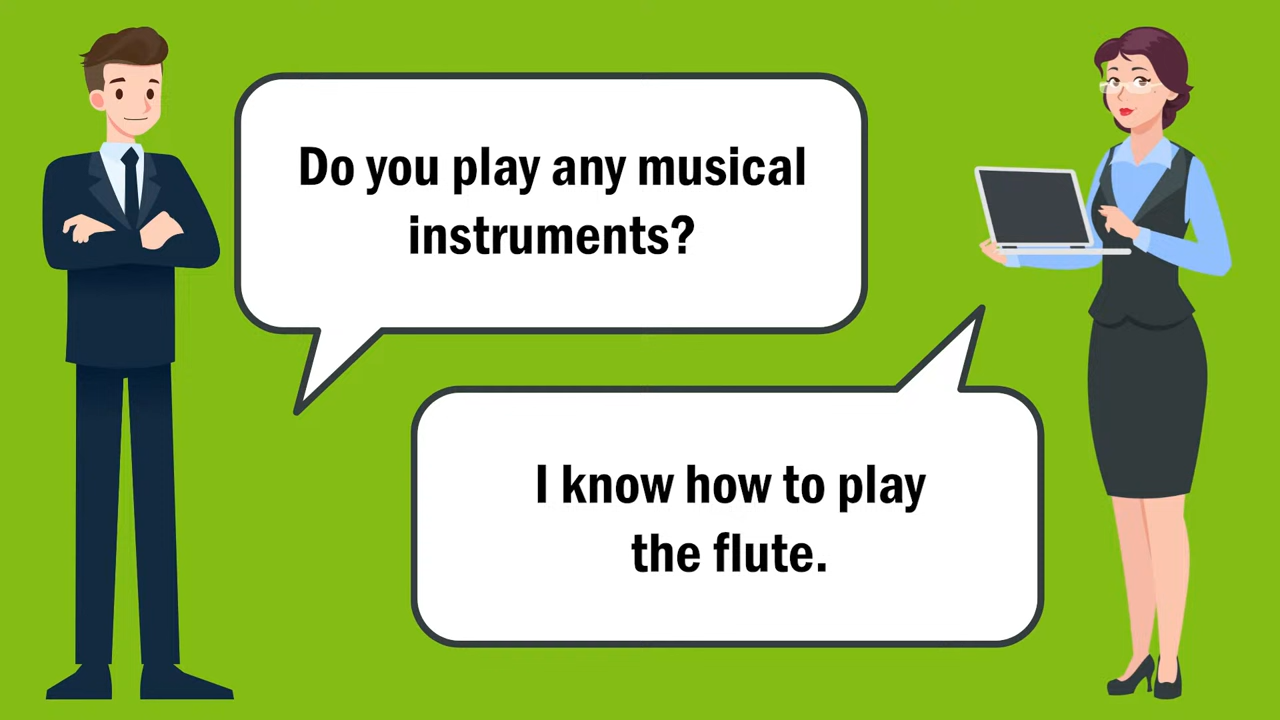 Do you play any musical
instruments?
I know how to play
the flute.